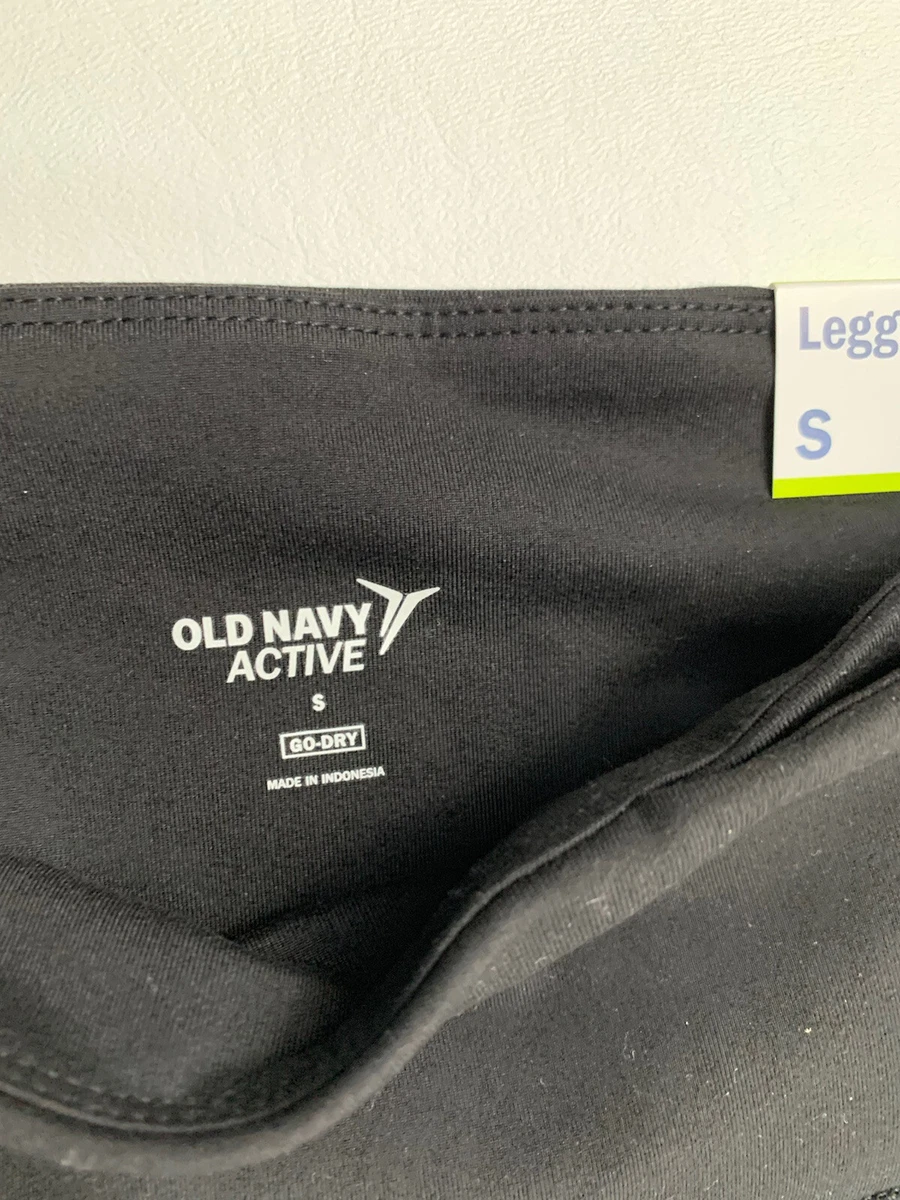 Legg
S
OLD NAVY
ACTIVE
S
GO-DRY
MADE IN INDONESIA